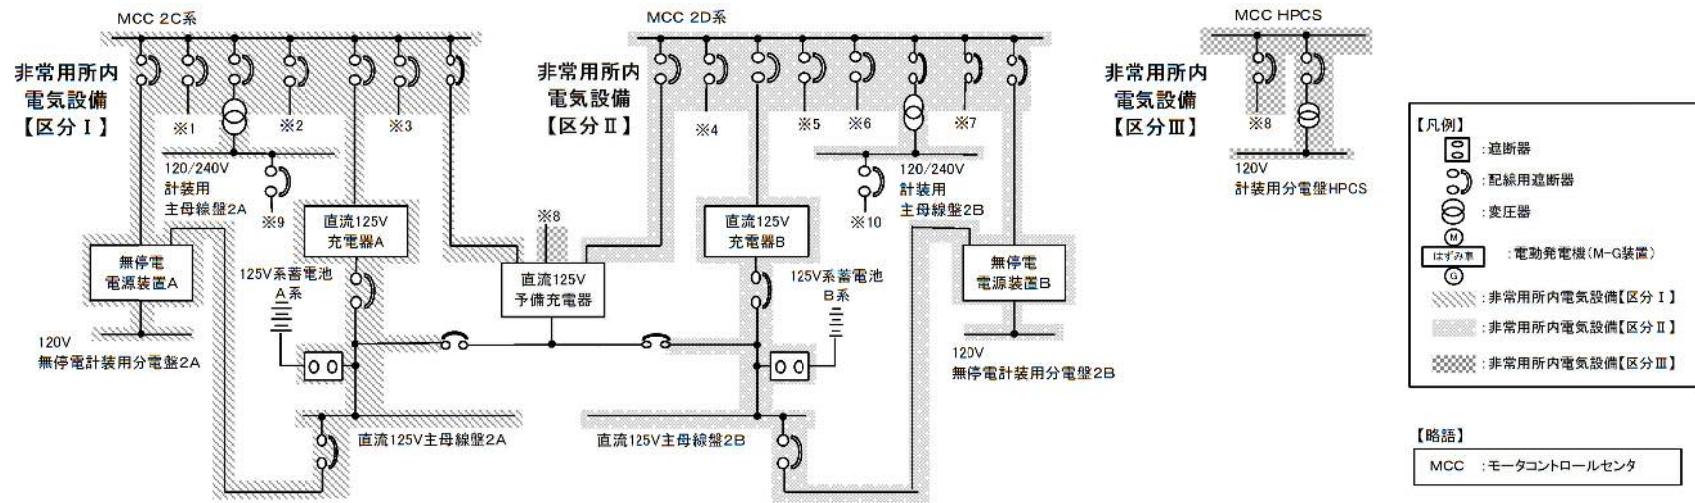 MCC 2C系
MCC 2D系
MCC HPCS
非常用所内
電気設備
【区分Ⅰ】
非常用所内
電気設備
【区分Ⅱ】
非常用所内
電気設備
【区分Ⅲ】
※1
※2
※3
※4
※5
※6
※7
※8
120/240V
計装用
主母線盤2A
※9
※8
※10
120/240V
計装用
主母線盤2B
120V
計装用分電盤HPCS
直流125V
充電器A
直流125V
充電器B
無停電
電源装置A
125V系蓄電池
A系
直流125V
予備充電器
125V系蓄電池
B系
無停電
電源装置B
120V
無停電計装用分電盤2A
120V
無停電計装用分電盤2B
直流125V主母線盤2A
直流125V主母線盤2B
【凡例】
:遮断器
:配線用遮断器
:変圧器
M
はずみ車
G
:電動発電機(M-G装置)
:非常用所内電気設備【区分Ⅰ】
:非常用所内電気設備【区分Ⅱ】
:非常用所内電気設備【区分Ⅲ】
【略語】
MCC :モータコントロールセンタ